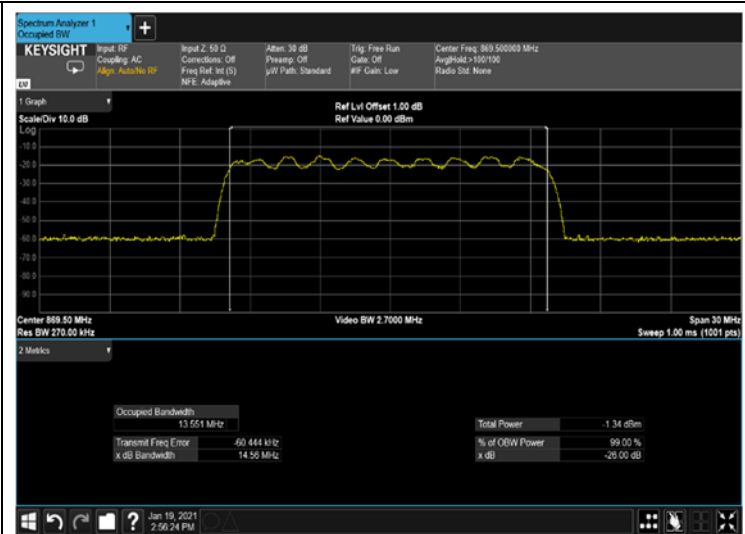 Spectrum Analyzer 1
Occupied BW
KEYSIGHT
Input: RF
Coupling: AC
Align: Auto/No RF
Input Z: 50 Ω
Corrections: Off
Freq Ref: Int (S)
NFE: Adaptive
Atten: 30 dB
Preamp: Off
µW Path: Standard
Trig: Free Run
Gate: Off
#IF Gain: Low
Center Freq: 869.500000 MHz
Avg|Hold:>100/100
Radio Std: None
1 Graph
Scale/Div 10.0 dB
Ref Lvl Offset 1.00 dB
Ref Value 0.00 dBm
Log
-10.0
-20.0
-30.0
-40.0
-50.0
-60.0
-70.0
-80.0
-90.0
Center 869.50 MHz
Video BW 2.7000 MHz
Span 30 MHz
Res BW 270.00 kHz
Sweep 1.00 ms (1001 pts)
2 Metrics
Occupied Bandwidth
13.551 MHz
Total Power -1.34 dBm
Transmit Freq Error -60.444 kHz
% of OBW Power 99.00 %
x dB Bandwidth 14.56 MHz
x dB -26.00 dB
Jan 19, 2021
2:56:24 PM